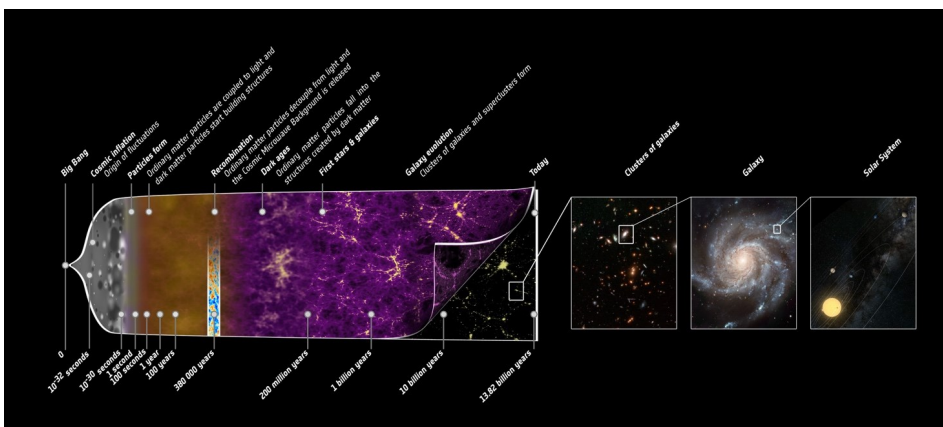 Big Bang
Cosmic inflation
Origin of fluctuations
Particles form
Ordinary matter particles are coupled to light and
dark matter particles start building structures
Recombination
Ordinary matter particles decouple from light and
the Cosmic Microwave Background is released
Dark ages
Ordinary matter particles fall into the
structures created by dark matter
First stars & galaxies
Galaxy evolution
Clusters of galaxies and superclusters form
Today
Clusters of galaxies
Galaxy
Solar System
0
10-32 seconds
10-30 seconds
1 second
100 seconds
1 year
100 years
380 000 years
200 million years
1 billion years
10 billion years
13.82 billion years